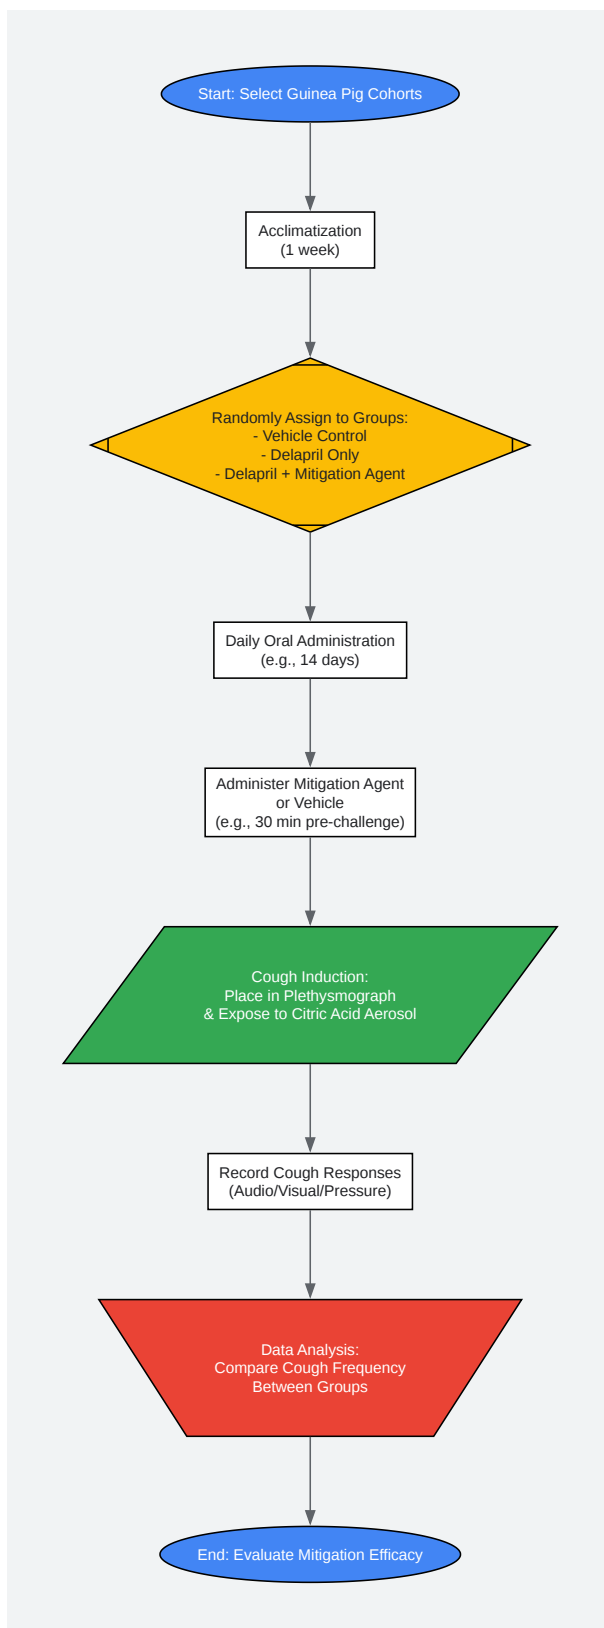 Start: Select Guinea Pig Cohorts
Acclimatization
(1 week)
Randomly Assign to Groups:
- Vehicle Control
- Delapril Only
- Delapril + Mitigation Agent
Daily Oral Administration
(e.g., 14 days)
Administer Mitigation Agent
or Vehicle
(e.g., 30 min pre-challenge)
Cough Induction:
Place in Plethysmograph
& Expose to Citric Acid Aerosol
Record Cough Responses
(Audio/Visual/Pressure)
Data Analysis:
Compare Cough Frequency
Between Groups
End: Evaluate Mitigation Efficacy